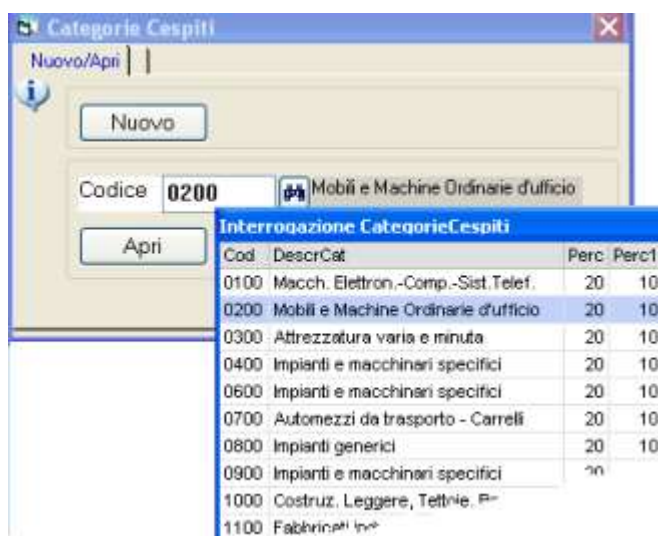 Categorie Cespiti
Nuovo/Apri
Nuovo
Codice 0200 Mobili e Machine Ordinarie d'ufficio
Apri
Interrogazione CategorieCespiti
Cod DescrCat Perc Perc1
0100 Macch. Elettron.-Comp.-Sist.Telef. 20 10
0200 Mobili e Machine Ordinarie d'ufficio 20 10
0300 Attrezzatura varia e minuta 20 10
0400 Impianti e macchinari specifici 20 10
0600 Impianti e macchinari specifici 20 10
0700 Automezzi da trasporto - Carrelli 20 10
0800 Impianti generici 20 10
0900 Impianti e macchinari specifici 20
1000 Costruz. Leggere, Tettoie,
1100 Fabbricati